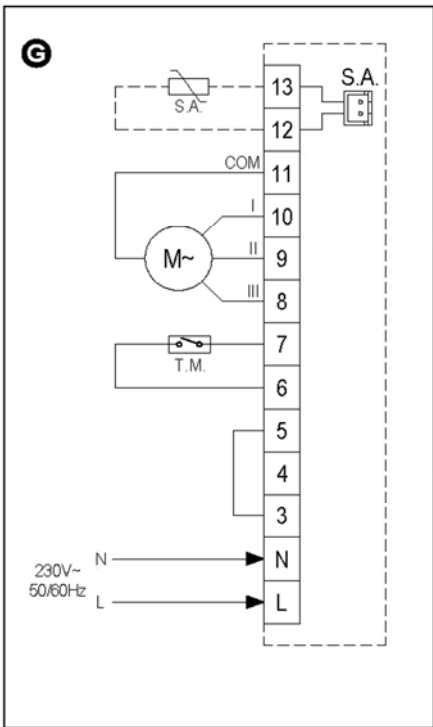 G
S.A.
S.A.
13
12
COM
11
I
10
M~
II
9
III
8
T.M.
7
6
5
4
3
N
N
230V~
50/60Hz
L
L